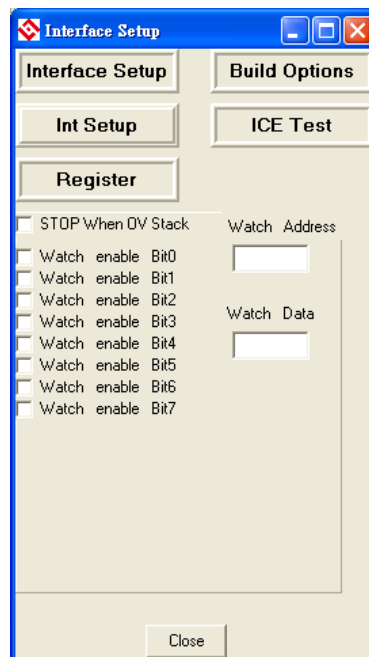 Interface Setup
Interface Setup
Build Options
Int Setup
ICE Test
Register
STOP When OV Stack
Watch Address
Watch enable Bit0
Watch enable Bit1
Watch enable Bit2
Watch enable Bit3
Watch enable Bit4
Watch enable Bit5
Watch enable Bit6
Watch enable Bit7
Watch Data
Close